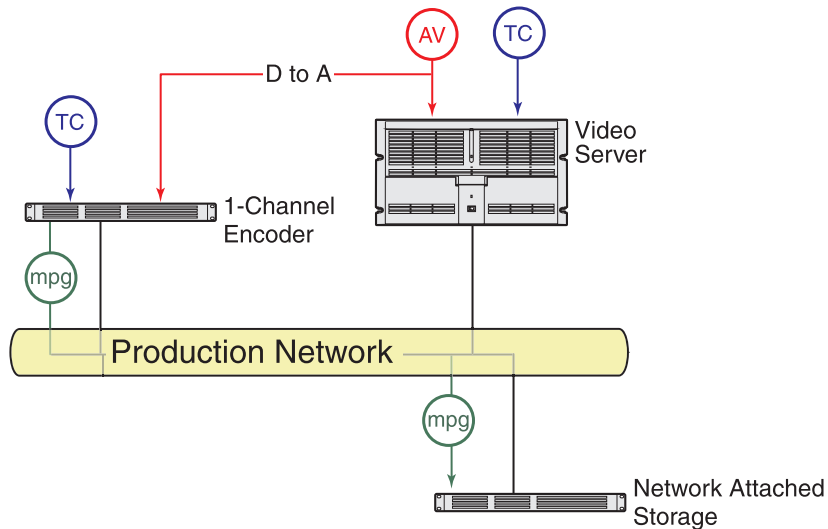 AV
TC
D to A
TC
Video
Server
1-Channel
Encoder
mpg
Production Network
mpg
Network Attached
Storage